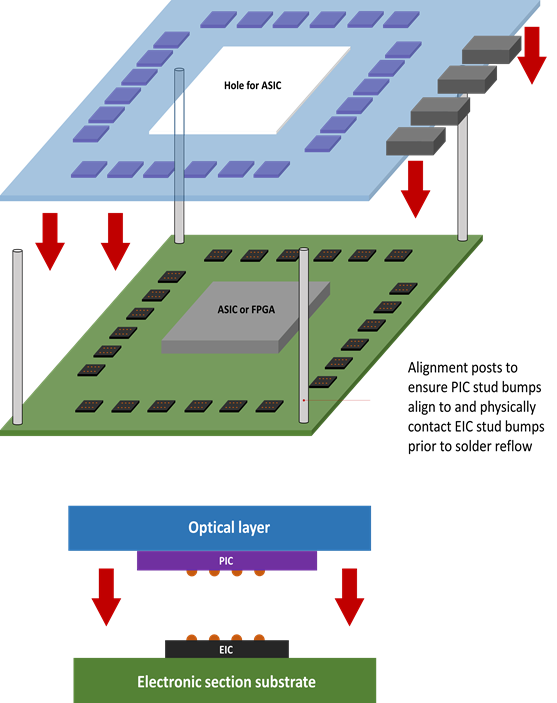 Hole for ASIC
ASIC or FPGA
Alignment posts to
ensure PIC stud bumps
align to and physically
contact EIC stud bumps
prior to solder reflow
Optical layer
PIC
EIC
Electronic section substrate